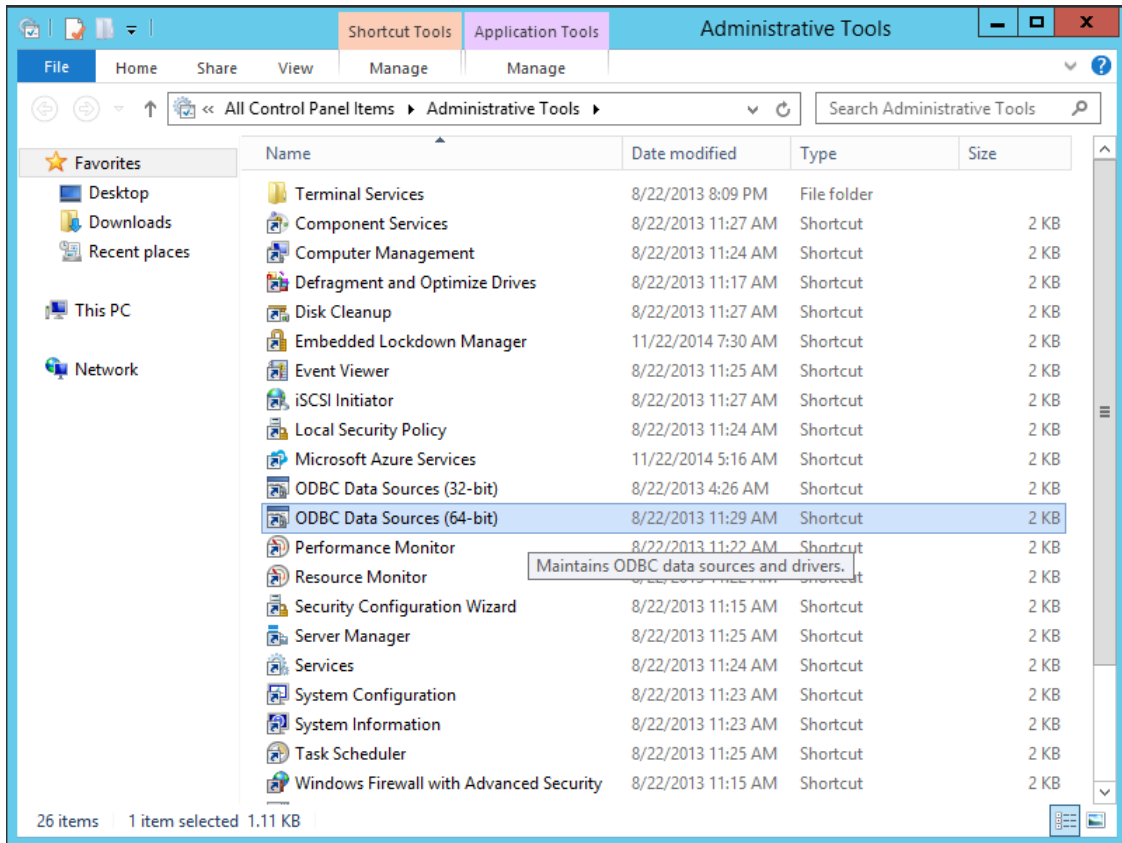 Shortcut Tools Application Tools Administrative Tools
File Home Share View Manage Manage
« All Control Panel Items Administrative Tools Search Administrative Tools
Name Date modified Type Size
Favorites
Desktop
Downloads
Recent places
This PC
Network
Terminal Services 8/22/2013 8:09 PM File folder
Component Services 8/22/2013 11:27 AM Shortcut 2 KB
Computer Management 8/22/2013 11:24 AM Shortcut 2 KB
Defragment and Optimize Drives 8/22/2013 11:17 AM Shortcut 2 KB
Disk Cleanup 8/22/2013 11:27 AM Shortcut 2 KB
Embedded Lockdown Manager 11/22/2014 7:30 AM Shortcut 2 KB
Event Viewer 8/22/2013 11:25 AM Shortcut 2 KB
iSCSI Initiator 8/22/2013 11:27 AM Shortcut 2 KB
Local Security Policy 8/22/2013 11:24 AM Shortcut 2 KB
Microsoft Azure Services 11/22/2014 5:16 AM Shortcut 2 KB
ODBC Data Sources (32-bit) 8/22/2013 4:26 AM Shortcut 2 KB
ODBC Data Sources (64-bit) 8/22/2013 11:29 AM Shortcut 2 KB
Performance Monitor 8/22/2013 11:22 AM Shortcut 2 KB
Maintains ODBC data sources and drivers.
Resource Monitor 2 KB
Security Configuration Wizard 8/22/2013 11:15 AM Shortcut 2 KB
Server Manager 8/22/2013 11:25 AM Shortcut 2 KB
Services 8/22/2013 11:24 AM Shortcut 2 KB
System Configuration 8/22/2013 11:23 AM Shortcut 2 KB
System Information 8/22/2013 11:23 AM Shortcut 2 KB
Task Scheduler 8/22/2013 11:25 AM Shortcut 2 KB
Windows Firewall with Advanced Security 8/22/2013 11:15 AM Shortcut 2 KB
26 items 1 item selected 1.11 KB